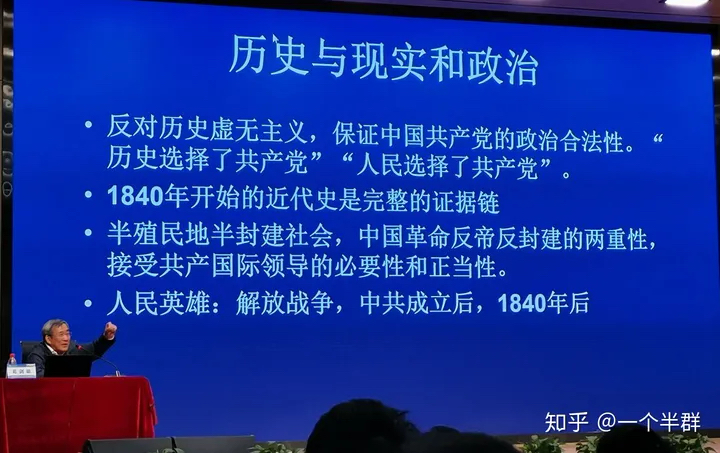 历史与现实和政治
• 反对历史虚无主义，保证中国共产党的政治合法性。“
历史选择了共产党”“人民选择了共产党”。
• 1840年开始的近代史是完整的证据链
• 半殖民地半封建社会，中国革命反帝反封建的两重性，
接受共产国际领导的必要性和正当性。
• 人民英雄：解放战争，中共成立后，1840年后
知乎 @一个半群